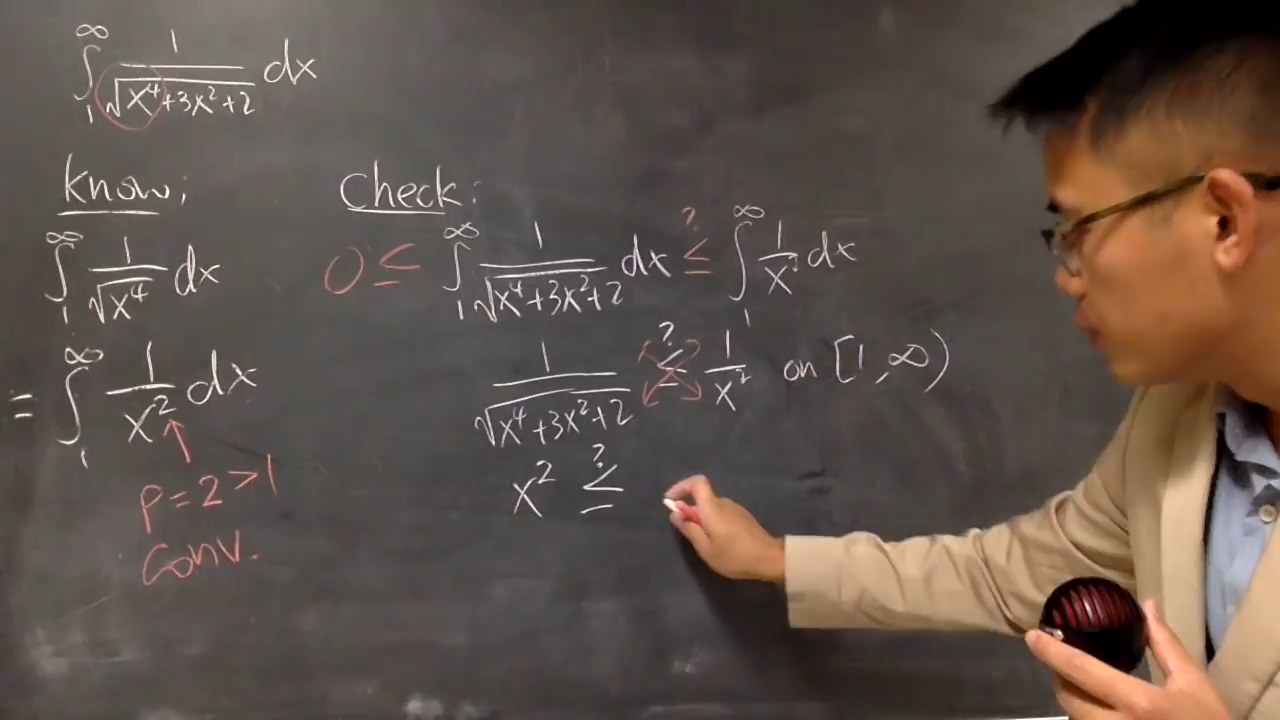 ∫₁^∞ 1/√(x⁴+3x²+2) dx
Know:
∫₁^∞ 1/√(x⁴) dx
= ∫₁^∞ 1/x² dx
p=2>1
conv.
Check:
0 ≤ ∫₁^∞ 1/√(x⁴+3x²+2) dx ≤? ∫₁^∞ 1/x² dx
1/√(x⁴+3x²+2) ≤? 1/x² on [1,∞)
x² ≤?